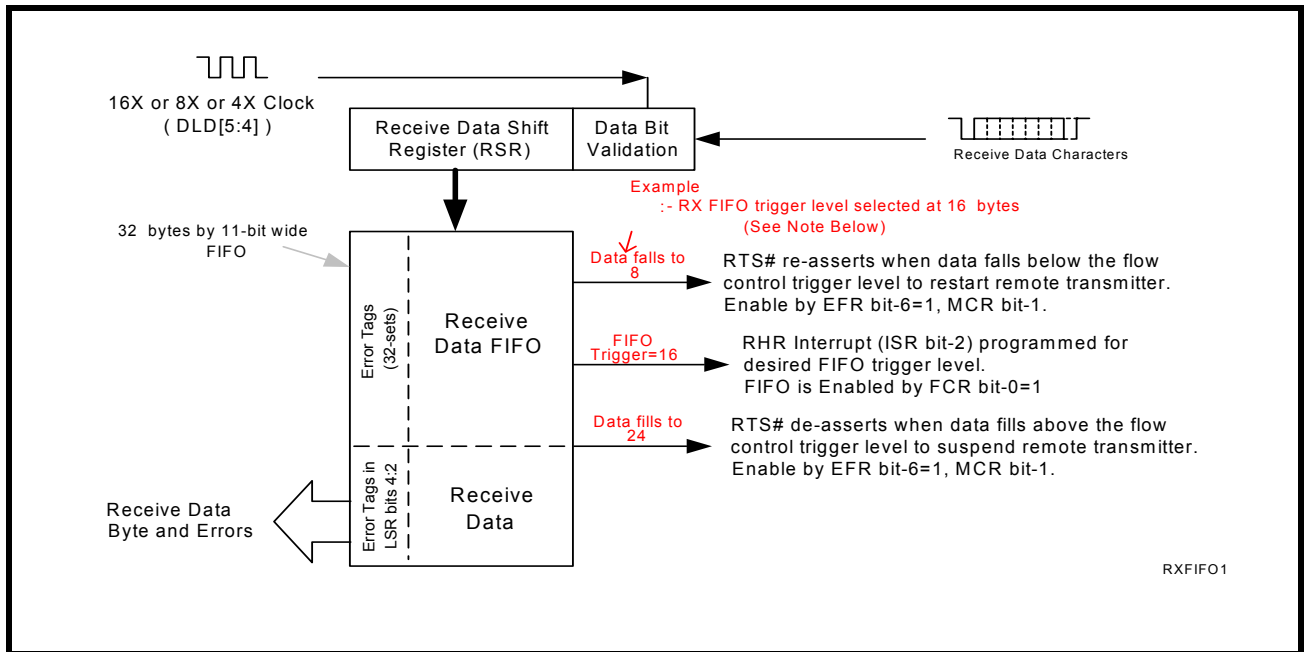 16X or 8X or 4X Clock
( DLD[5:4] )
Receive Data Shift
Register (RSR)
Data Bit
Validation
Receive Data Characters
Example
:- RX FIFO trigger level selected at 16 bytes
(See Note Below)
32 bytes by 11-bit wide
FIFO
Data falls to
8
RTS# re-asserts when data falls below the flow
control trigger level to restart remote transmitter.
Enable by EFR bit-6=1, MCR bit-1.
Error Tags
(32-sets)
Receive
Data FIFO
FIFO
Trigger=16
RHR Interrupt (ISR bit-2) programmed for
desired FIFO trigger level.
FIFO is Enabled by FCR bit-0=1
Data fills to
24
RTS# de-asserts when data fills above the flow
control trigger level to suspend remote transmitter.
Enable by EFR bit-6=1, MCR bit-1.
Error Tags in
LSR bits 4:2
Receive
Data
Receive Data
Byte and Errors
RXFIFO1